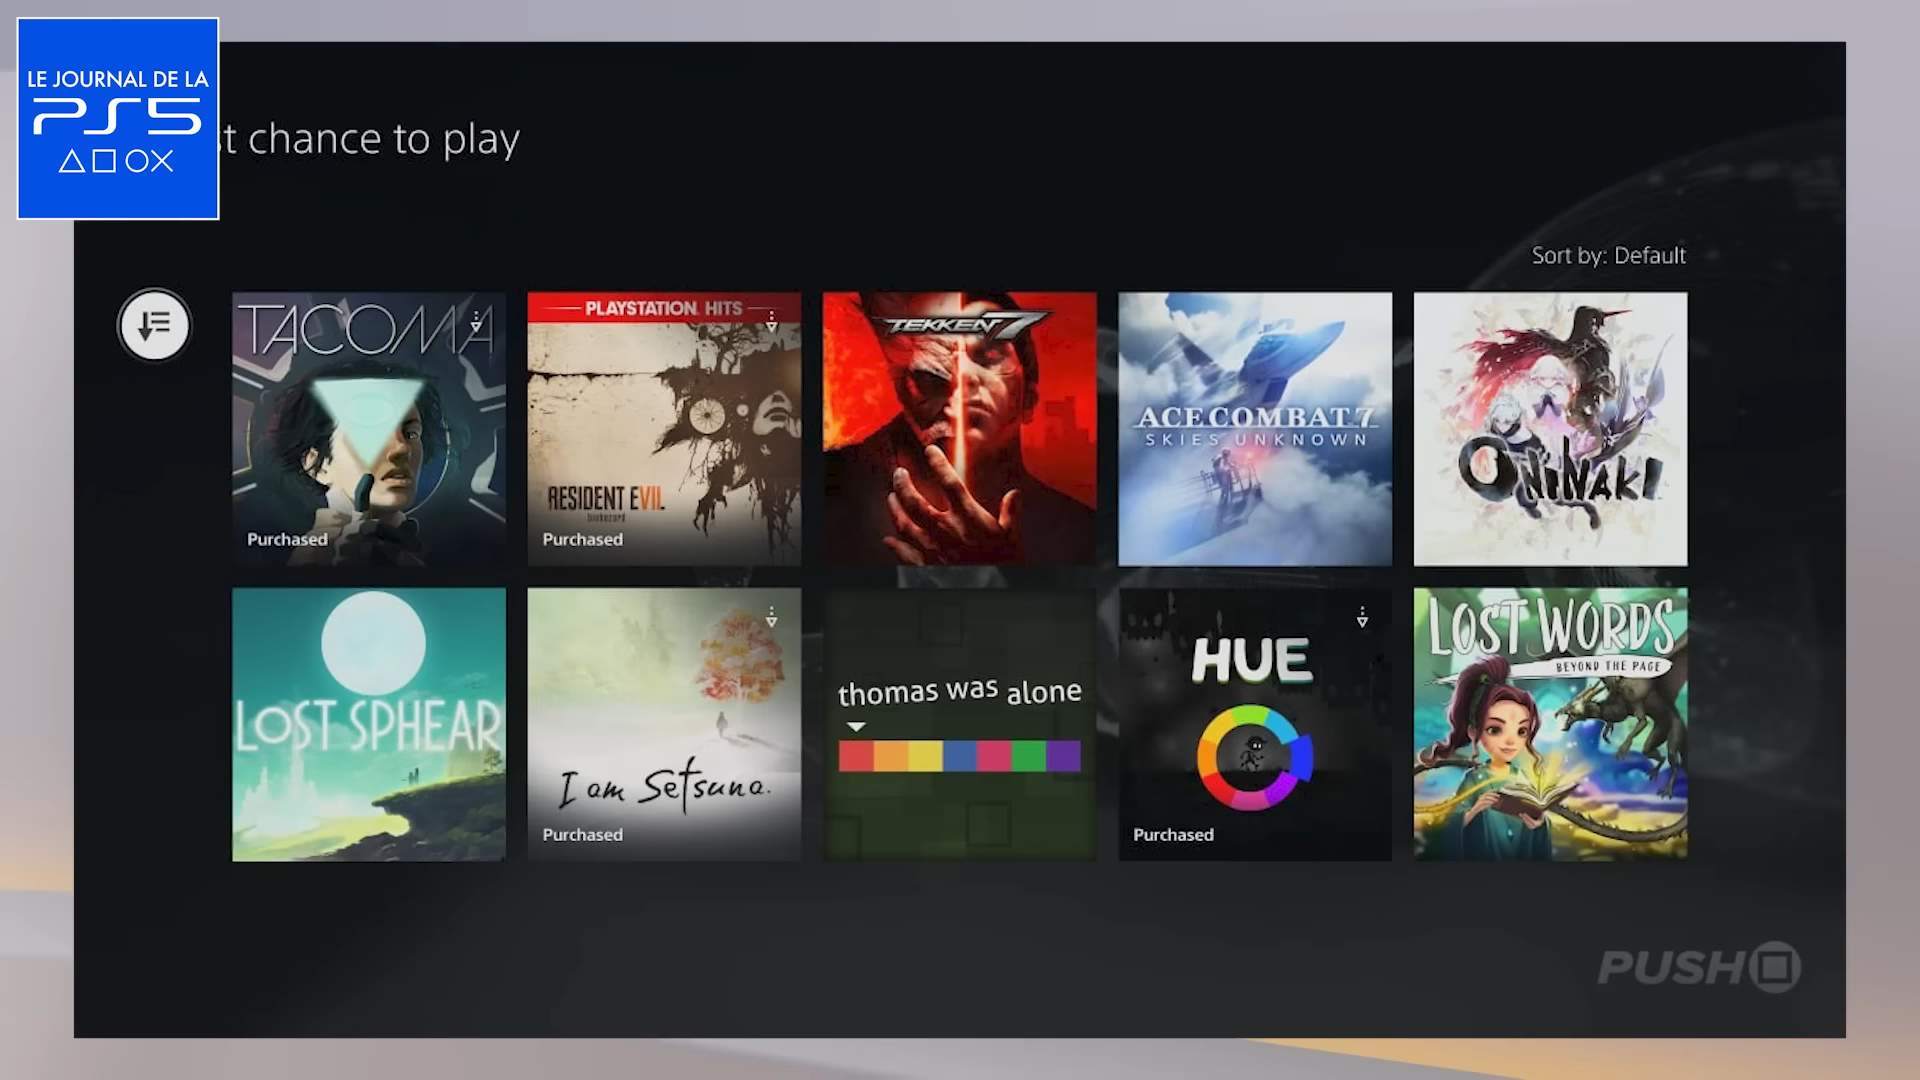 LE JOURNAL DE LA
PS5
st chance to play
Sort by: Default
TACOMA
Purchased
PLAYSTATION HITS
RESIDENT EVIL
biohazard
Purchased
TEKKEN 7
ACE COMBAT 7
SKIES UNKNOWN
ONINAKI
LOST SPHEAR
I am Setsuna.
Purchased
thomas was alone
HUE
Purchased
LOST WORDS
BEYOND THE PAGE
PUSH